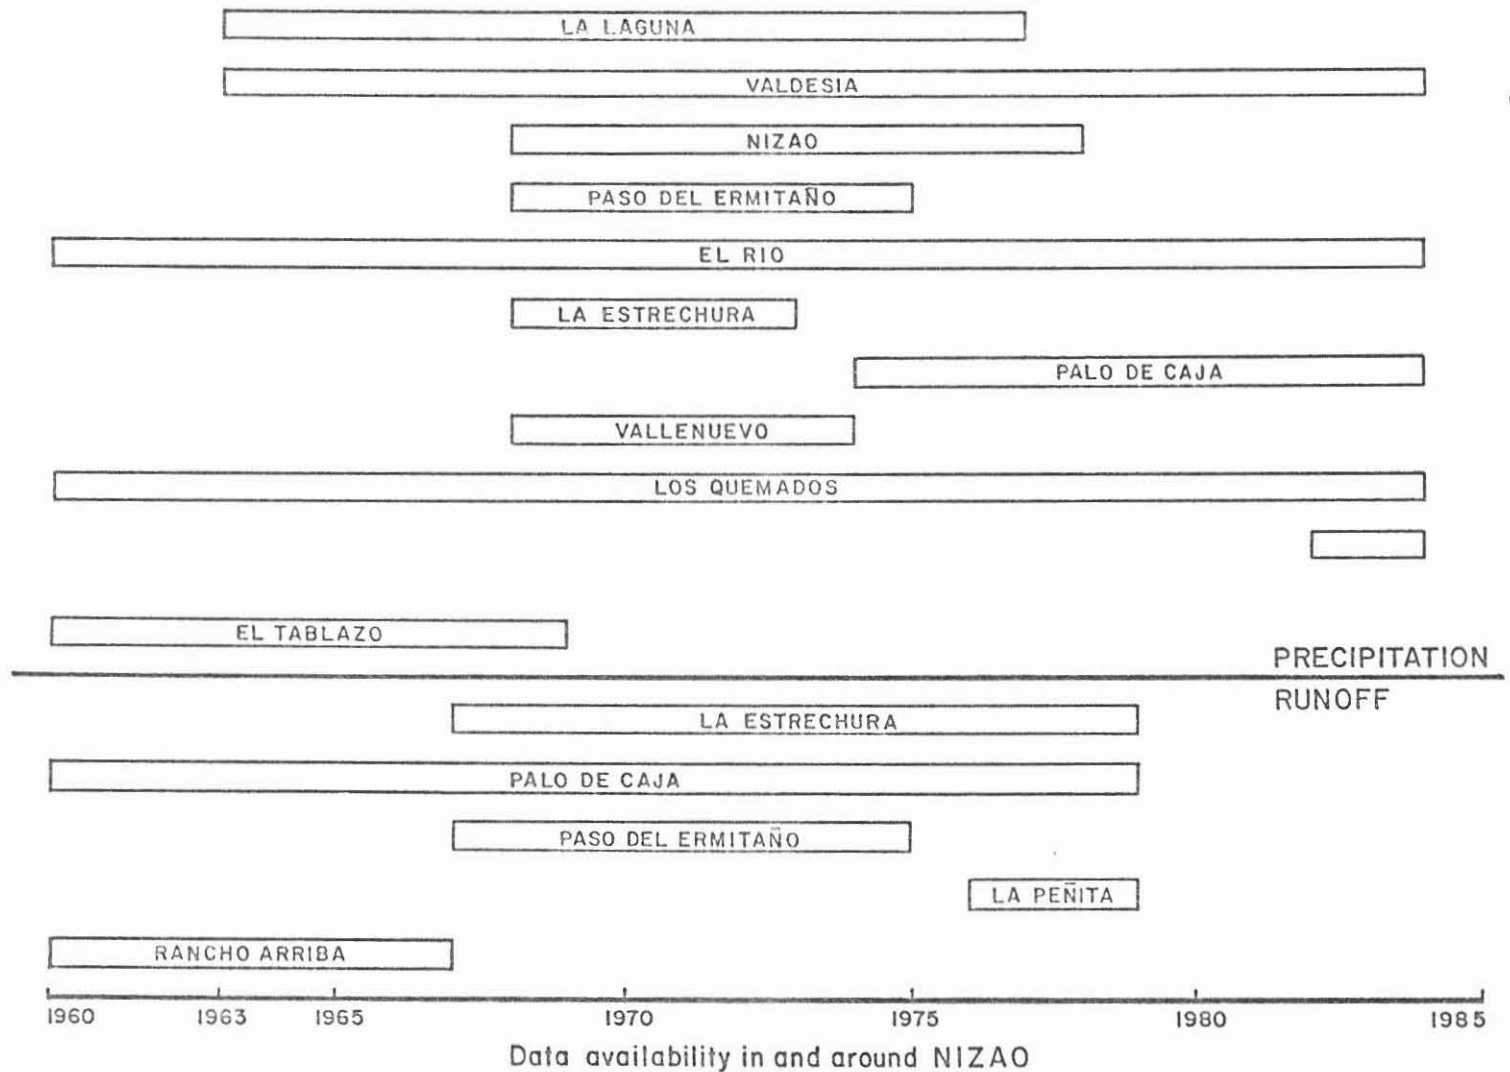 LA LAGUNA
VALDESIA
NIZAO
PASO DEL ERMITAÑO
EL RIO
LA ESTRECHURA
PALO DE CAJA
VALLENUEVO
LOS QUEMADOS
EL TABLAZO
PRECIPITATION
RUNOFF
LA ESTRECHURA
PALO DE CAJA
PASO DEL ERMITAÑO
LA PEÑITA
RANCHO ARRIBA
1960 1963 1965 1970 1975 1980 1985
Data availability in and around NIZAO